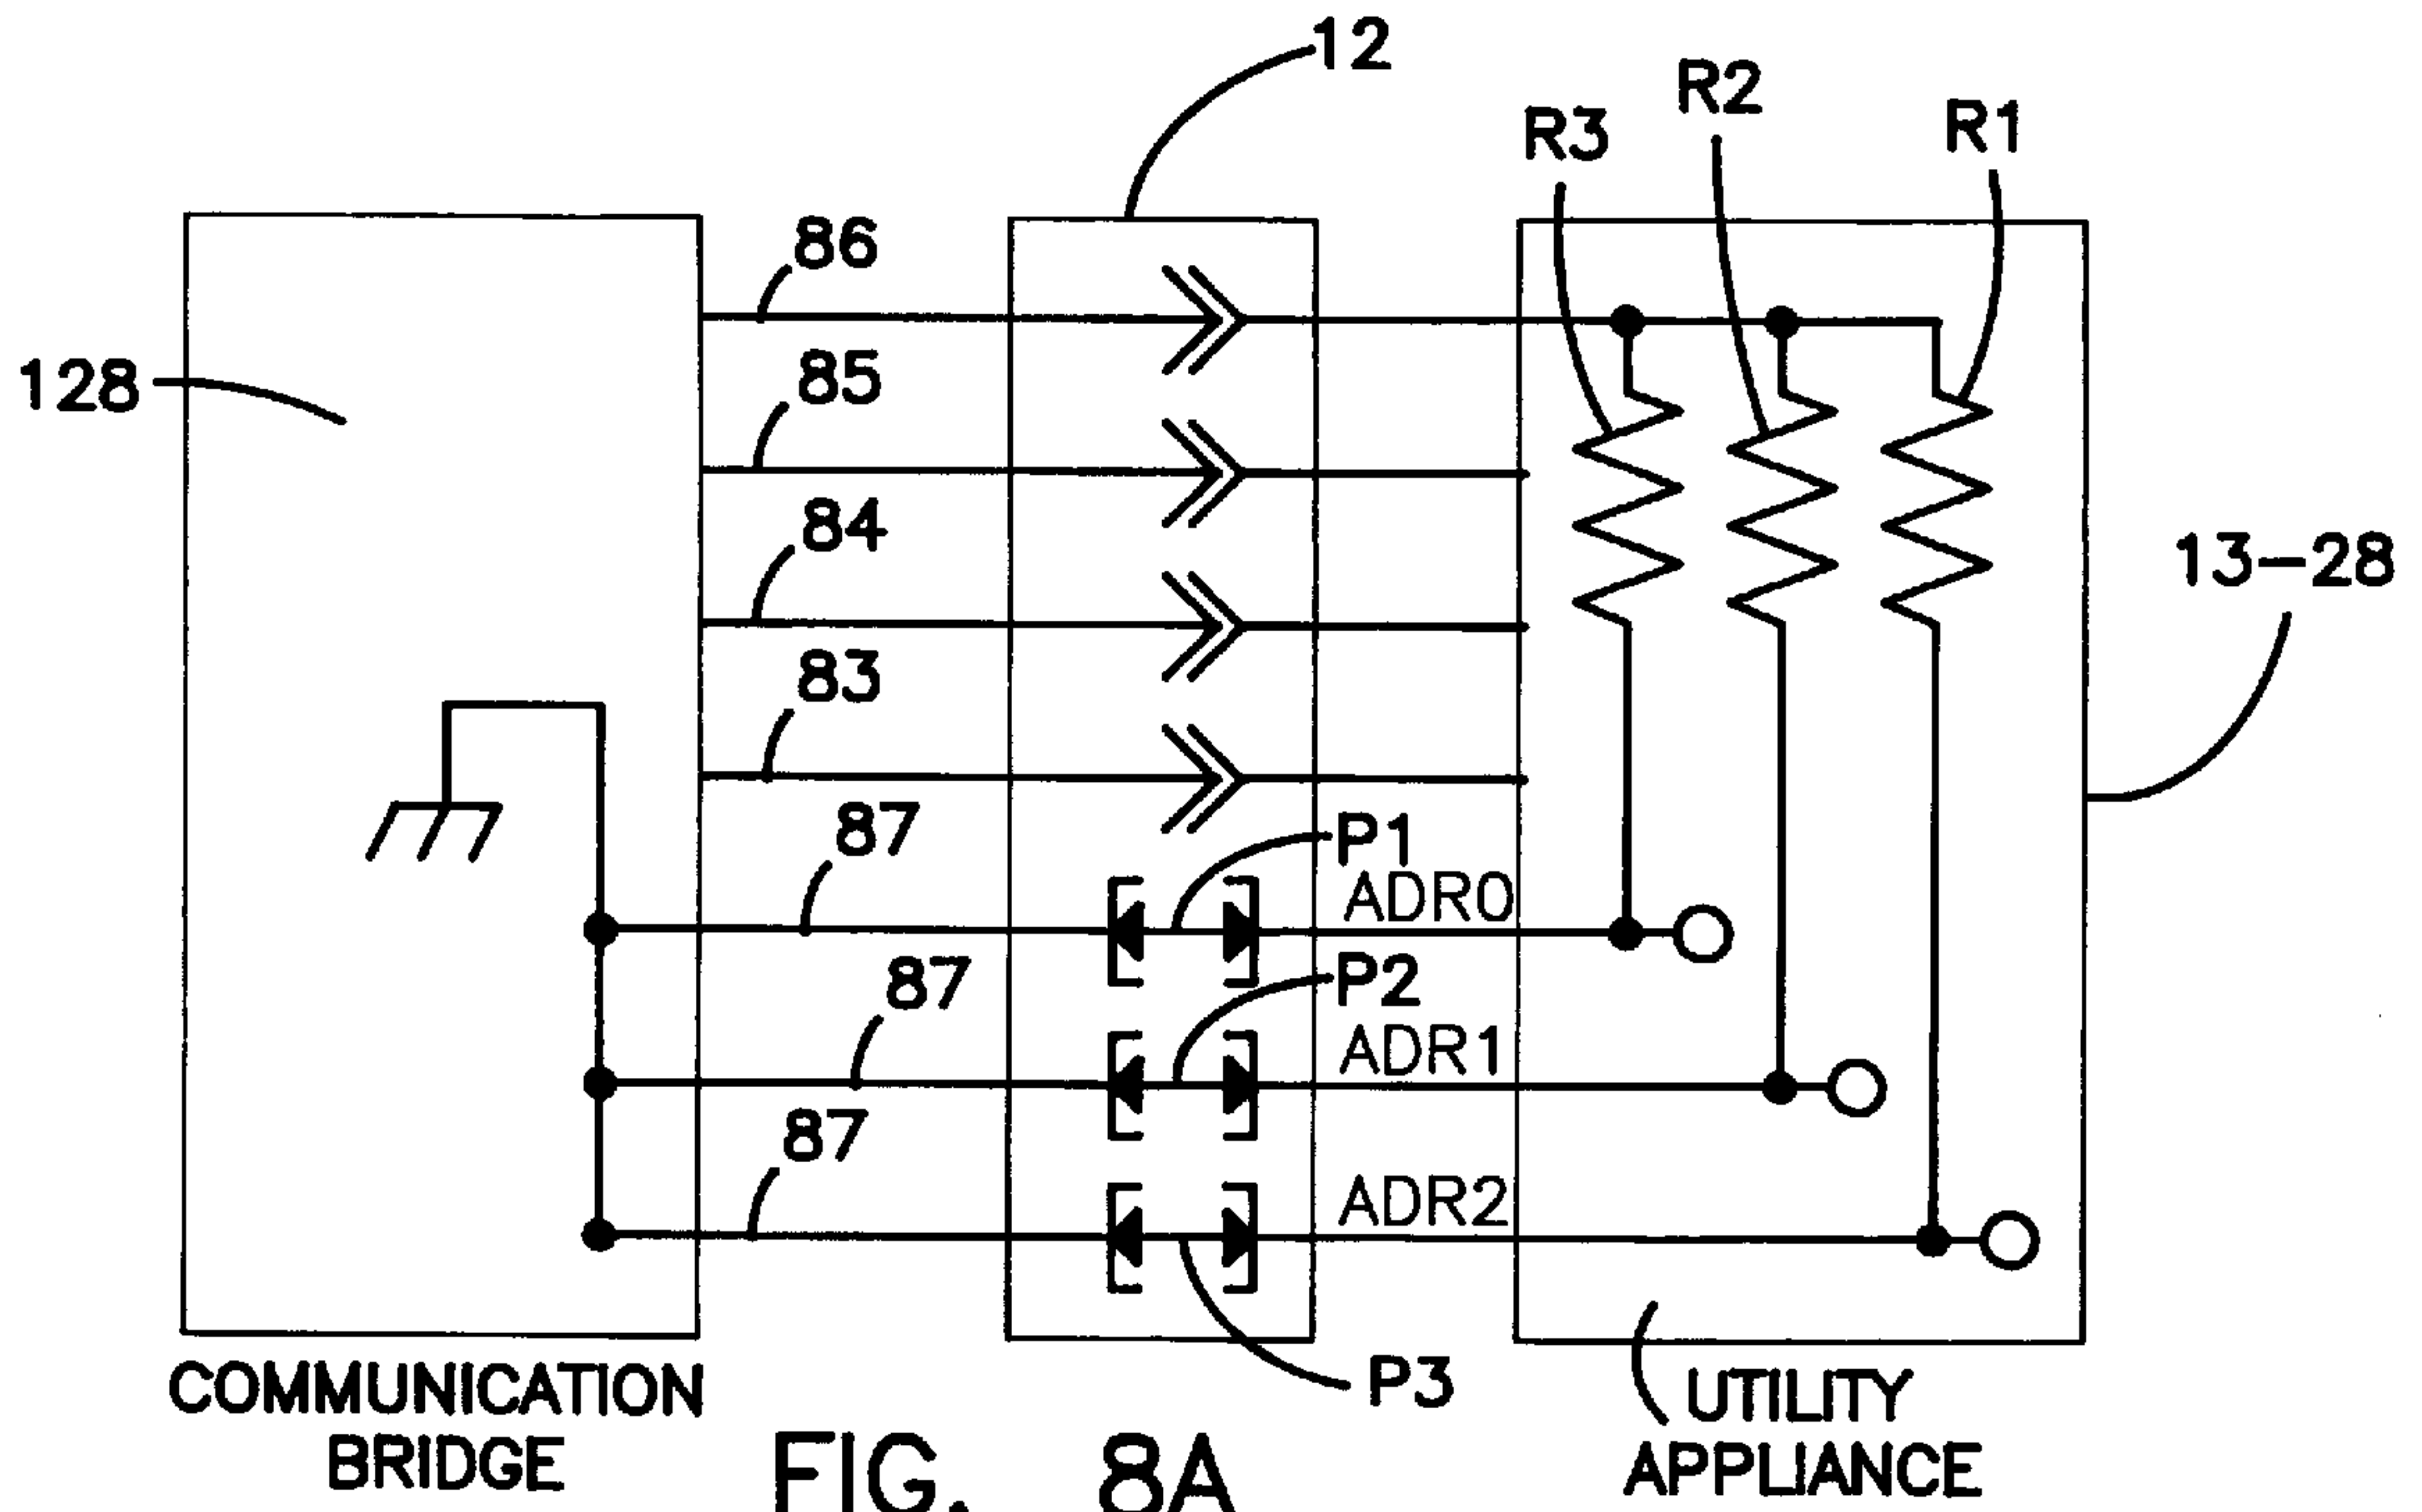 12
R3
R2
R1
86
85
128
84
13-28
83
87
P1
ADR0
87
P2
ADR1
87
ADR2
P3
COMMUNICATION
BRIDGE
UTILITY
APPLIANCE
FIG. 8A